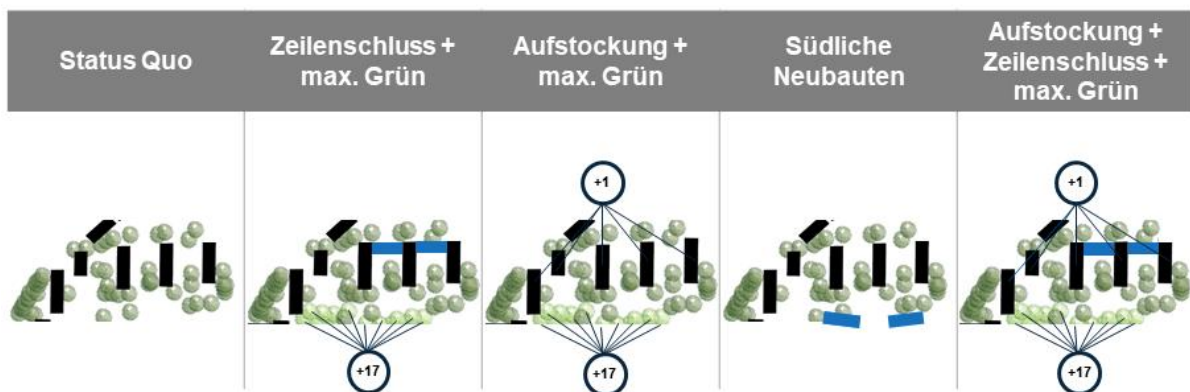 Status Quo
Zeilenschluss +
max. Grün
Aufstockung +
max. Grün
Südliche
Neubauten
Aufstockung +
Zeilenschluss +
max. Grün
+1
+1
+17
+17
+17